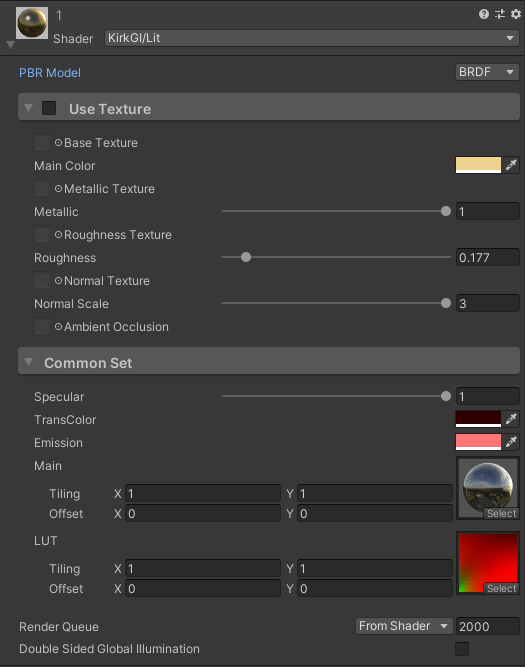 1
Shader KirkGI/Lit
PBR Model BRDF
Use Texture
Base Texture
Main Color
Metallic Texture
Metallic 1
Roughness Texture
Roughness 0.177
Normal Texture
Normal Scale 3
Ambient Occlusion
Common Set
Specular 1
TransColor
Emission
Main
Tiling X 1 Y 1
Offset X 0 Y 0
Select
LUT
Tiling X 1 Y 1
Offset X 0 Y 0
Select
Render Queue From Shader 2000
Double Sided Global Illumination